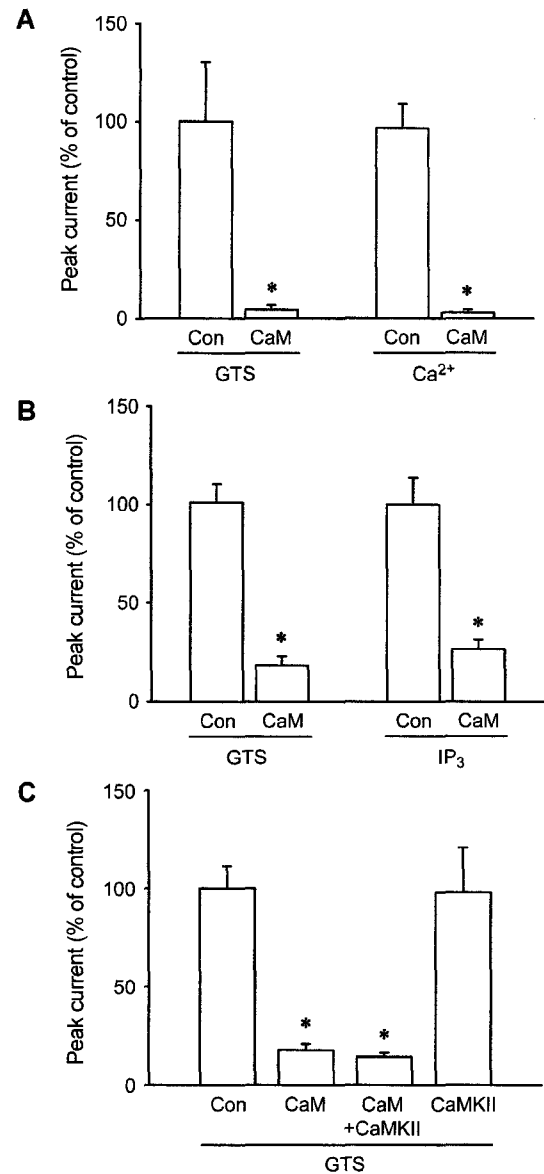 A
Peak current (% of control)
150
100
50
0
*
*
Con CaM Con CaM
GTS Ca²⁺
B
Peak current (% of control)
150
100
50
0
*
*
Con CaM Con CaM
GTS IP₃
C
Peak current (% of control)
150
100
50
0
*
*
Con CaM CaM CaMKII
+CaMKII
GTS